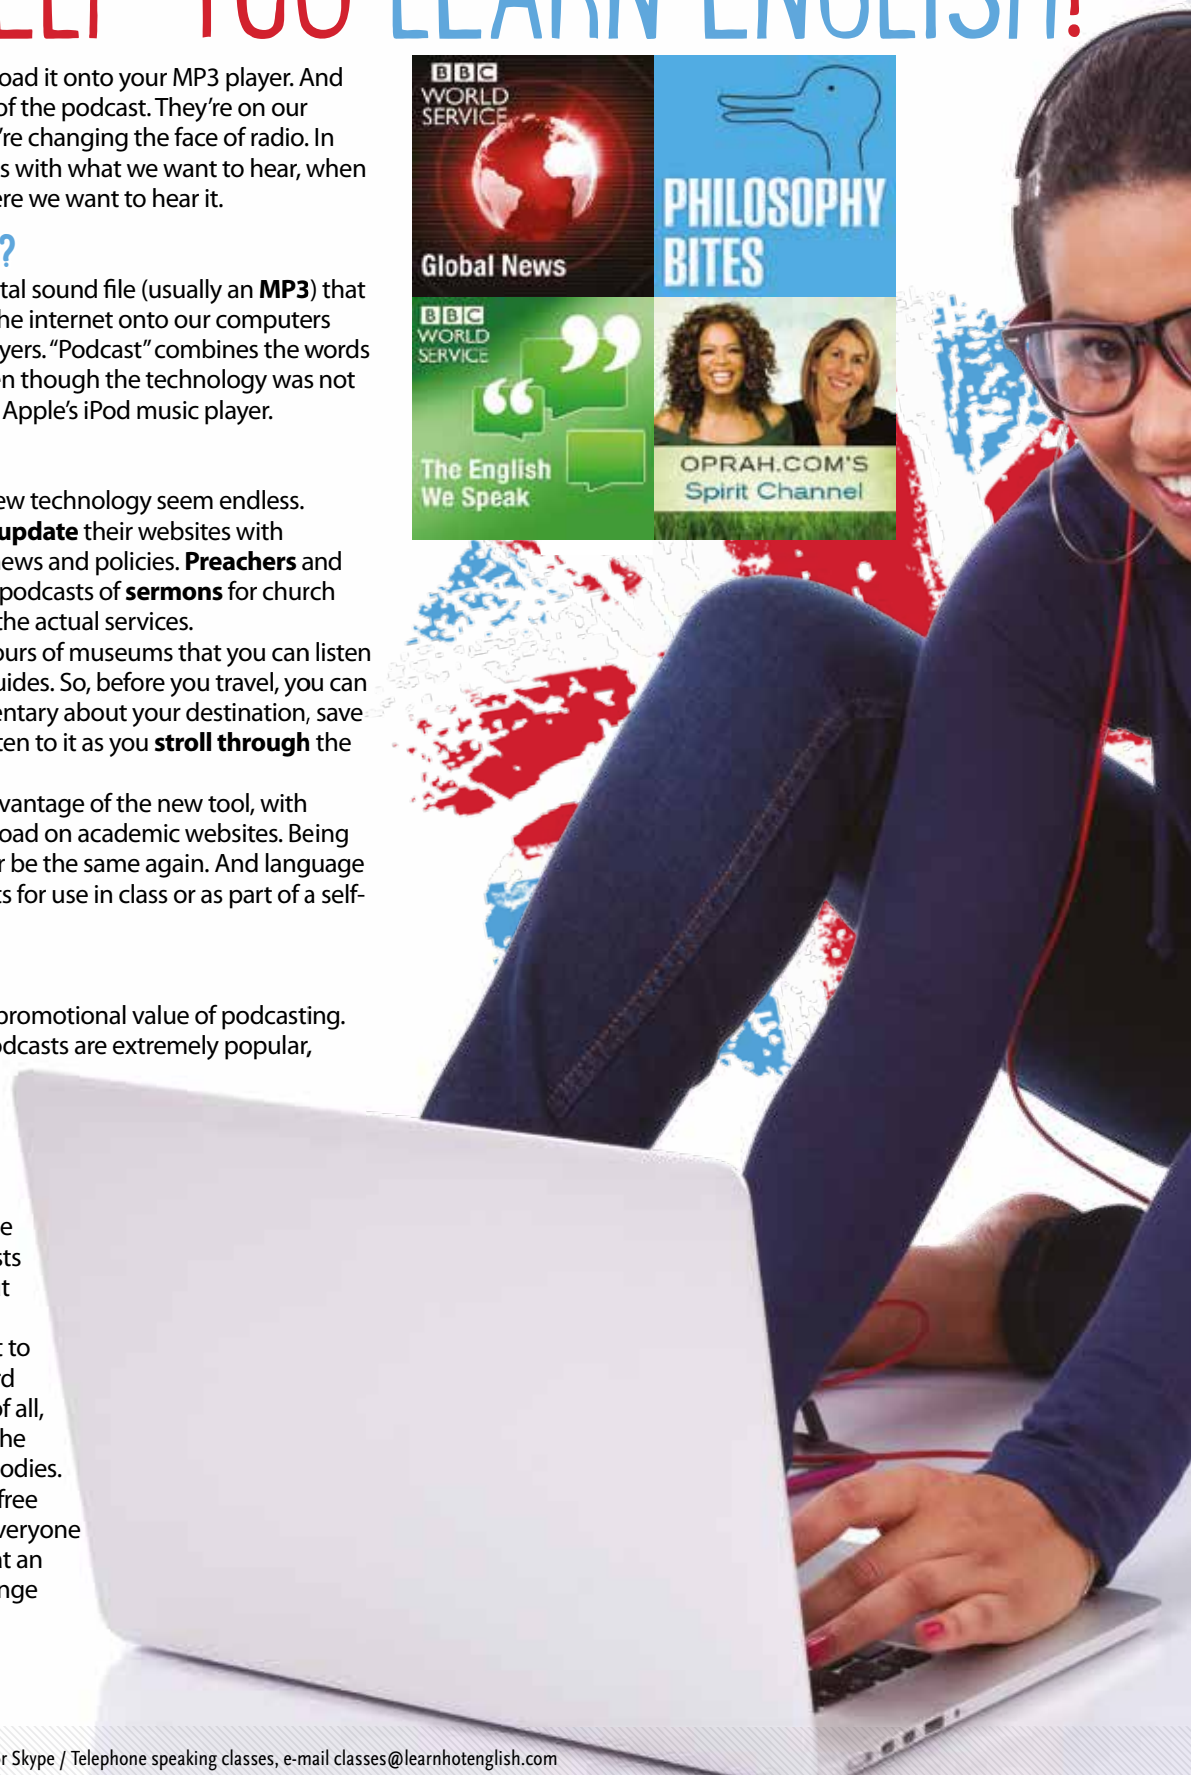 YOU LEARN ENGLISH!
oad it onto your MP3 player. And
of the podcast. They're on our
're changing the face of radio. In
s with what we want to hear, when
ere we want to hear it.
?
tal sound file (usually an MP3) that
he internet onto our computers
yers. “Podcast” combines the words
en though the technology was not
Apple's iPod music player.
ew technology seem endless.
update their websites with
news and policies. Preachers and
podcasts of sermons for church
the actual services.
ours of museums that you can listen
uides. So, before you travel, you can
entary about your destination, save
ten to it as you stroll through the
vantage of the new tool, with
oad on academic websites. Being
r be the same again. And language
ts for use in class or as part of a self-
promotional value of podcasting.
odcasts are extremely popular,
e
sts
t
t to
rd
of all,
he
odies.
free
veryone
nt an
nge
BBC
WORLD
SERVICE
Global News
PHILOSOPHY
BITES
BBC
WORLD
SERVICE
The English
We Speak
OPRAH.COM'S
Spirit Channel
r Skype / Telephone speaking classes, e-mail classes@learnhotenglish.com